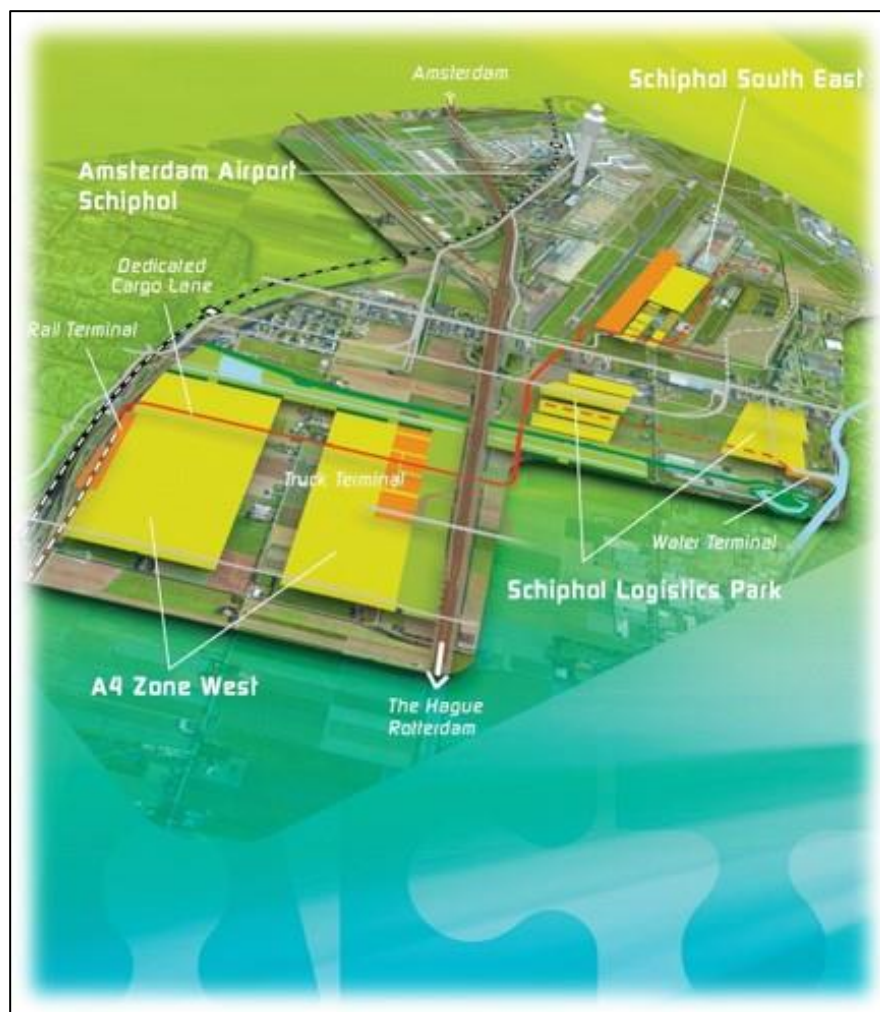 Amsterdam
Schiphol South East
Amsterdam Airport
Schiphol
Dedicated
Cargo Lane
Rail Terminal
Truck Terminal
Water Terminal
Schiphol Logistics Park
A4 Zone West
The Hague
Rotterdam